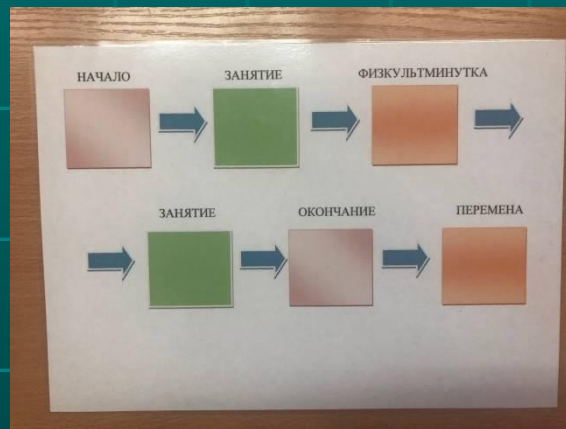 НАЧАЛО ЗАНЯТИЕ ФИЗКУЛЬТМИНУТКА
ЗАНЯТИЕ ОКОНЧАНИЕ ПЕРЕМЕНА